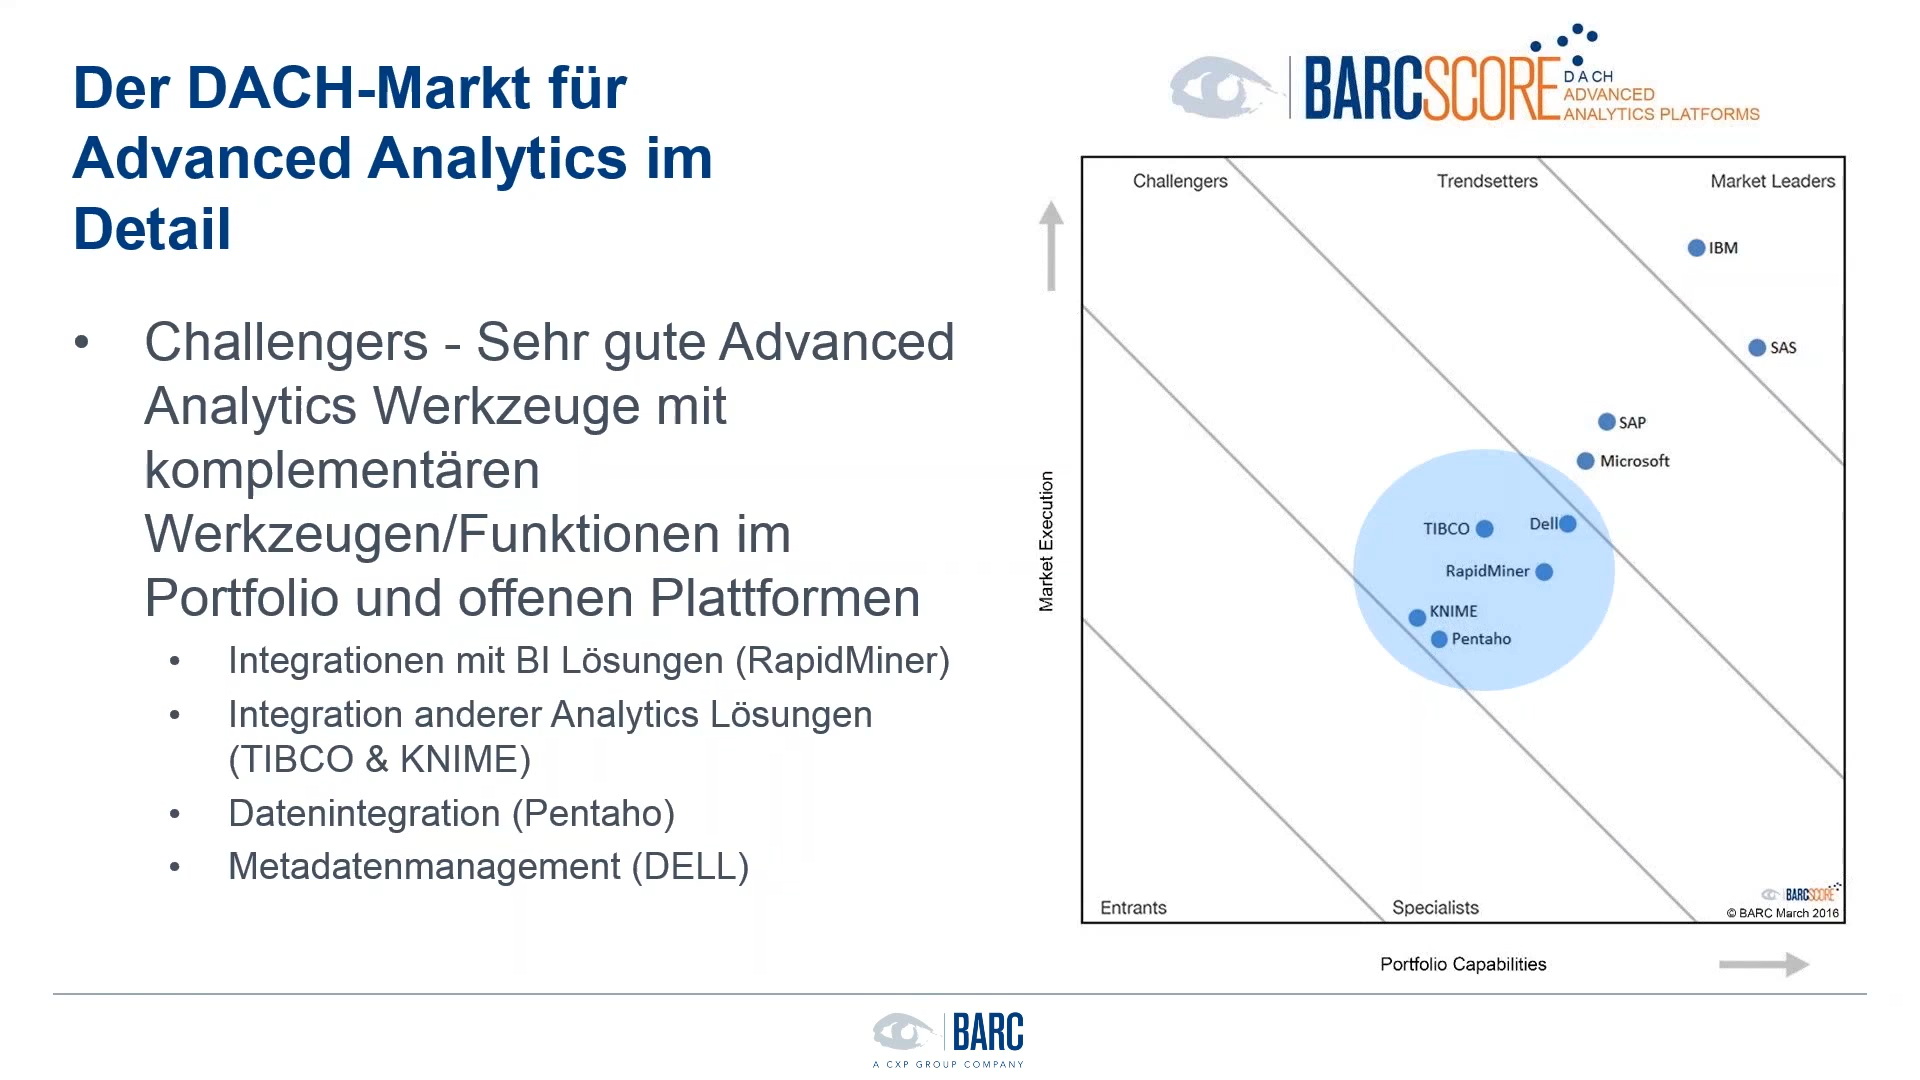 Der DACH-Markt für
Advanced Analytics im
Detail
• Challengers - Sehr gute Advanced
Analytics Werkzeuge mit
komplementären
Werkzeugen/Funktionen im
Portfolio und offenen Plattformen
• Integrationen mit BI Lösungen (RapidMiner)
• Integration anderer Analytics Lösungen
(TIBCO & KNIME)
• Datenintegration (Pentaho)
• Metadatenmanagement (DELL)
BARCSCORE
DACH
ADVANCED
ANALYTICS PLATFORMS
Challengers
Trendsetters
Market Leaders
IBM
SAS
SAP
Microsoft
TIBCO
Dell
RapidMiner
KNIME
Pentaho
Market Execution
Entrants
Specialists
BARCSCORE
© BARC March 2016
Portfolio Capabilities
BARC
A CXP GROUP COMPANY